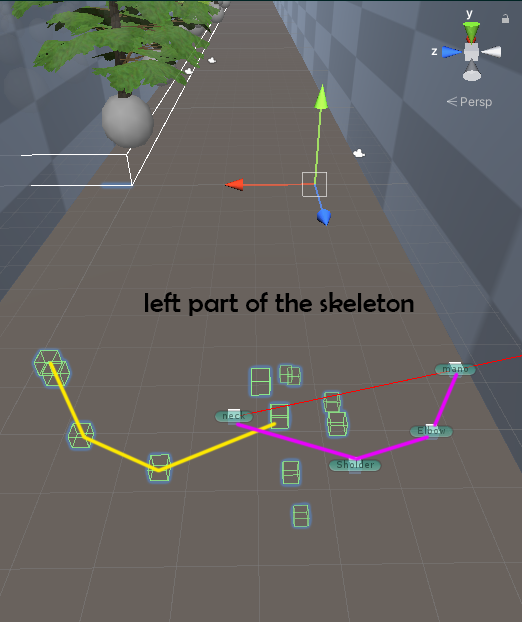 y
z
Persp
left part of the skeleton
mano
neck
Elbow
Sholder